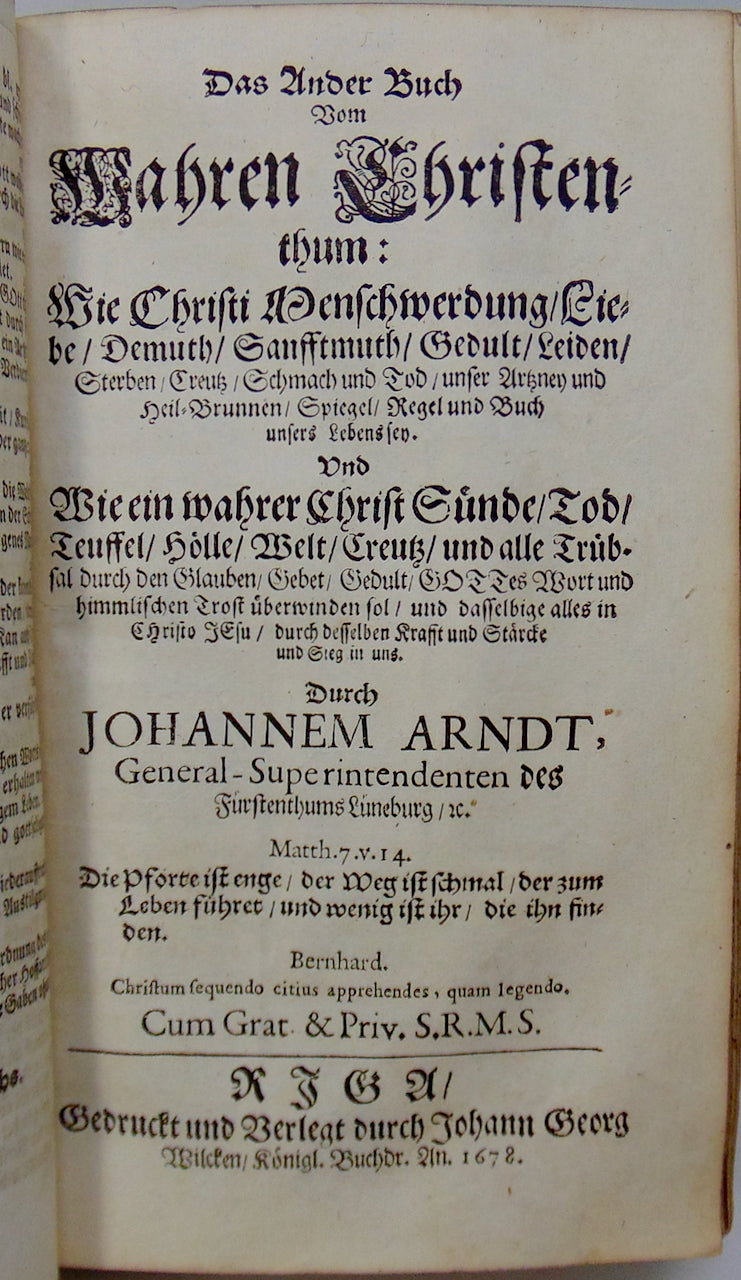 Das Ander Buch
Vom
Wahren Christen-
thum:
Wie Christi Menschwerdung/ Lie-
be/ Demuth/ Sanfftmuth/ Gedult/ Leiden/
Sterben/ Creutz/ Schmach und Tod/ unser Artzney und
Heil-Brunnen/ Spiegel/ Regel und Buch
unsers Lebens sey.
Vnd
Wie ein wahrer Christ Sünde/ Tod/
Teuffel/ Hölle/ Welt/ Creutz/ und alle Trüb-
sal durch den Glauben/ Gebet/ Gedult/ GOTTes Wort und
himmlischen Trost überwinden sol/ und dasselbige alles in
CHristo JEsu/ durch desselben Krafft und Stärcke
und Sieg in uns.
Durch
JOHANNEM ARNDT,
General-Superintendenten des
Fürstenthums Lüneburg/ ꝛc.
Matth.7.v.14.
Die Pforte ist enge/ der Weg ist schmal/ der zum
Leben führet/ und wenig ist ihr/ die ihn fin-
den.
Bernhard.
Christum sequendo citius apprehendes, quam legendo.
Cum Grat. & Priv. S.R.M.S.
RIGA/
Gedruckt und Verlegt durch Johann Georg
Wilcken/ Königl. Buchdr. An. 1678.